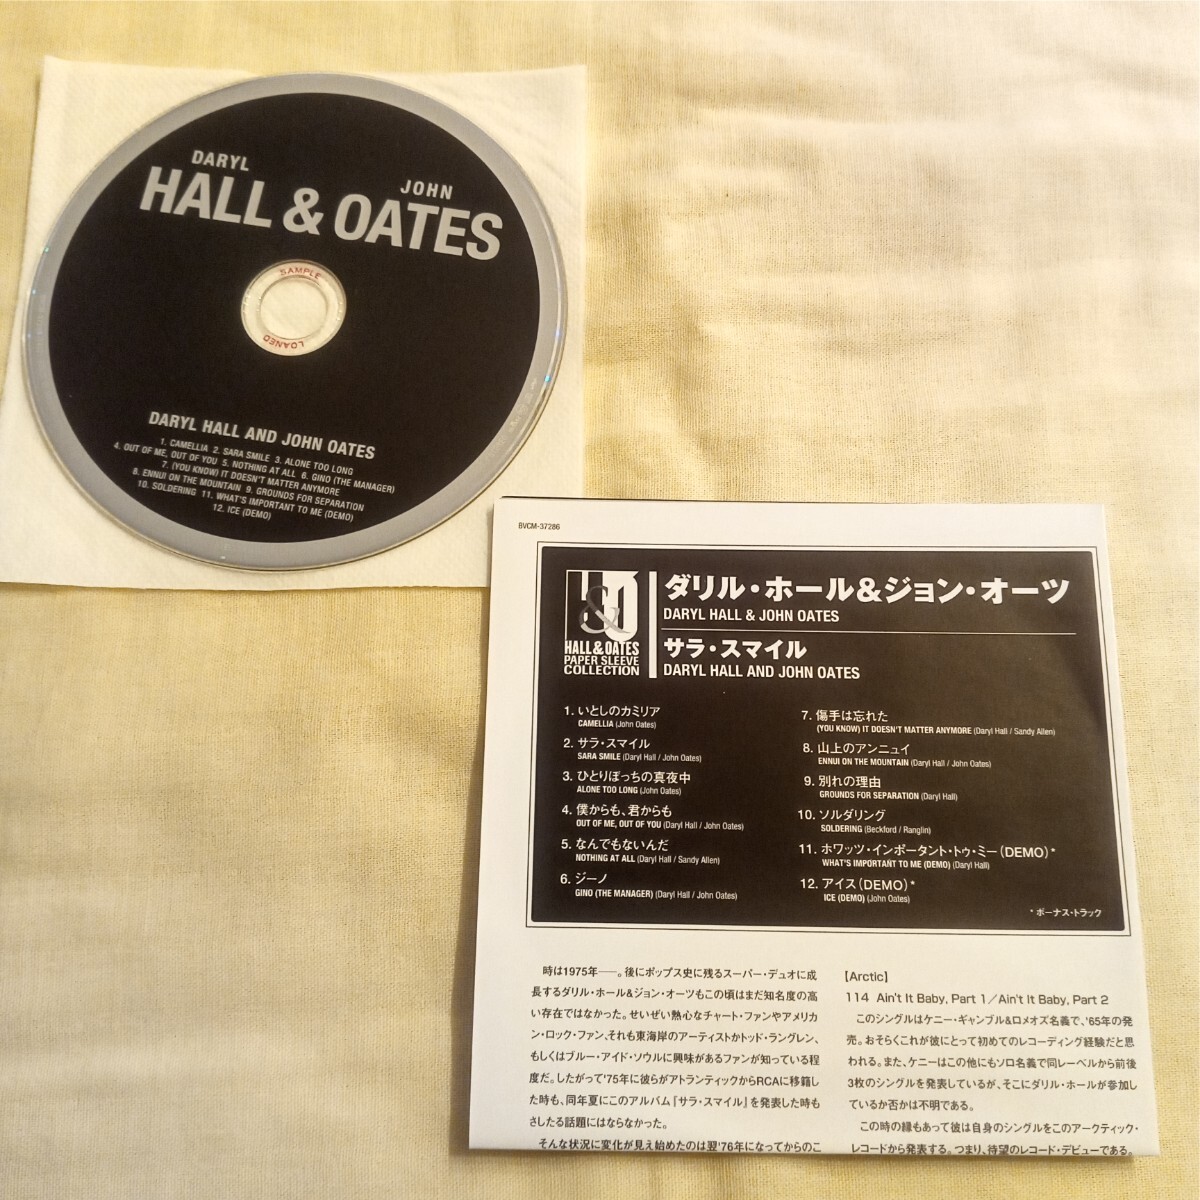 DARYL
JOHN
HALL & OATES
SAMPLE
LOANED
DARYL HALL AND JOHN OATES
1. CAMELLIA 2. SARA SMILE 3. ALONE TOO LONG
4. OUT OF ME, OUT OF YOU 5. NOTHING AT ALL 6. GINO (THE MANAGER)
7. (YOU KNOW) IT DOESN'T MATTER ANYMORE
8. ENNUI ON THE MOUNTAIN 9. GROUNDS FOR SEPARATION
10. SOLDERING 11. WHAT'S IMPORTANT TO ME (DEMO)
12. ICE (DEMO)
BVCM-37286
H&O
HALL & OATES
PAPER SLEEVE
COLLECTION
ダリル・ホール&ジョン・オーツ
DARYL HALL & JOHN OATES
サラ・スマイル
DARYL HALL AND JOHN OATES
1. いとしのカミリア
CAMELLIA (John Oates)
2. サラ・スマイル
SARA SMILE (Daryl Hall / John Oates)
3. ひとりぼっちの真夜中
ALONE TOO LONG (John Oates)
4. 僕からも、君からも
OUT OF ME, OUT OF YOU (Daryl Hall / John Oates)
5. なんでもないんだ
NOTHING AT ALL (Daryl Hall / Sandy Allen)
6. ジーノ
GINO (THE MANAGER) (Daryl Hall / John Oates)
7. 傷手は忘れた
(YOU KNOW) IT DOESN'T MATTER ANYMORE (Daryl Hall / Sandy Allen)
8. 山上のアンニュイ
ENNUI ON THE MOUNTAIN (Daryl Hall / John Oates)
9. 別れの理由
GROUNDS FOR SEPARATION (Daryl Hall)
10. ソルダリング
SOLDERING (Beckford / Ranglin)
11. ホワッツ・インポータント・トゥ・ミー(DEMO)*
WHAT'S IMPORTANT TO ME (DEMO) (Daryl Hall)
12. アイス(DEMO)*
ICE (DEMO) (John Oates)
* ボーナス・トラック
時は1975年――。後にポップス史に残るスーパー・デュオに成
長するダリル・ホール&ジョン・オーツもこの頃はまだ知名度の高
い存在ではなかった。せいぜい熱心なチャート・ファンやアメリカ
ン・ロック・ファン、それも東海岸のアーティストかトッド・ラングレン、
もしくはブルー・アイド・ソウルに興味があるファンが知っている程
度だ。したがって'75年に彼らがアトランティックからRCAに移籍し
た時も、同年夏にこのアルバム『サラ・スマイル』を発表した時も
さしたる話題にはならなかった。
そんな状況に変化が見え始めたのは翌'76年になってからのこ
【Arctic】
114 Ain't It Baby, Part 1／Ain't It Baby, Part 2
このシングルはケニー・ギャンブル&ロメオズ名義で、'65年の発
売。おそらくこれが彼にとって初めてのレコーディング経験だと思
われる。また、ケニーはこの他にもソロ名義で同レーベルから前後
3枚のシングルを発表しているが、そこにダリル・ホールが参加し
ているか否かは不明である。
この時の縁もあって彼は自身のシングルをこのアークティック・
レコードから発表する。つまり、待望のレコード・デビューである。